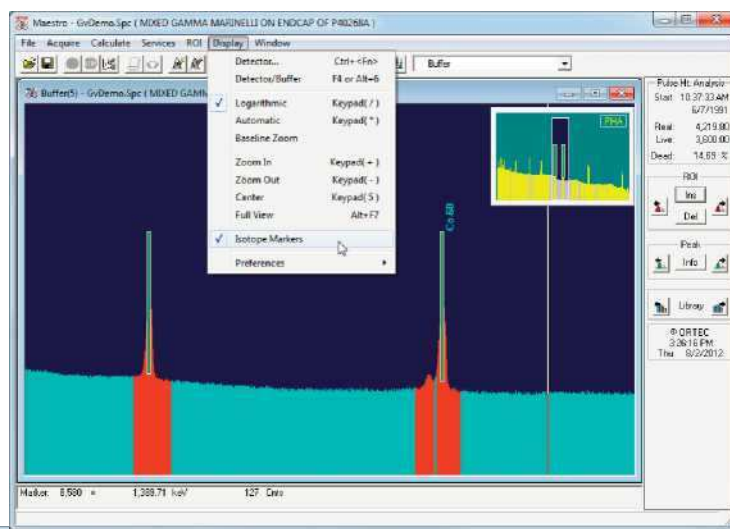 Maestro - GvDemo.Spc ( MIXED GAMMA MARINELLI ON ENDCAP OF P40268A )
File Acquire Calculate Services ROI Display Window
Buffer
Detector... Ctrl+ <Fn>
Detector/Buffer F4 or Alt+6
Logarithmic Keypad( / )
Automatic Keypad( * )
Baseline Zoom
Zoom In Keypad( + )
Zoom Out Keypad( - )
Center Keypad( 5 )
Full View Alt+F7
Isotope Markers
Preferences
Buffer(5) - GvDemo.Spc ( MIXED GAMM
PHA
Co 60
Pulse Ht. Analysis
Start: 10:37:33 AM
6/7/1991
Real: 4,219.80
Live: 3,600.00
Dead: 14.69 %
ROI
Ins
Del
Peak
Info
Library
© ORTEC
3:26:16 PM
Thu 8/2/2012
Marker: 8,580 = 1,388.71 keV 127 Cnts